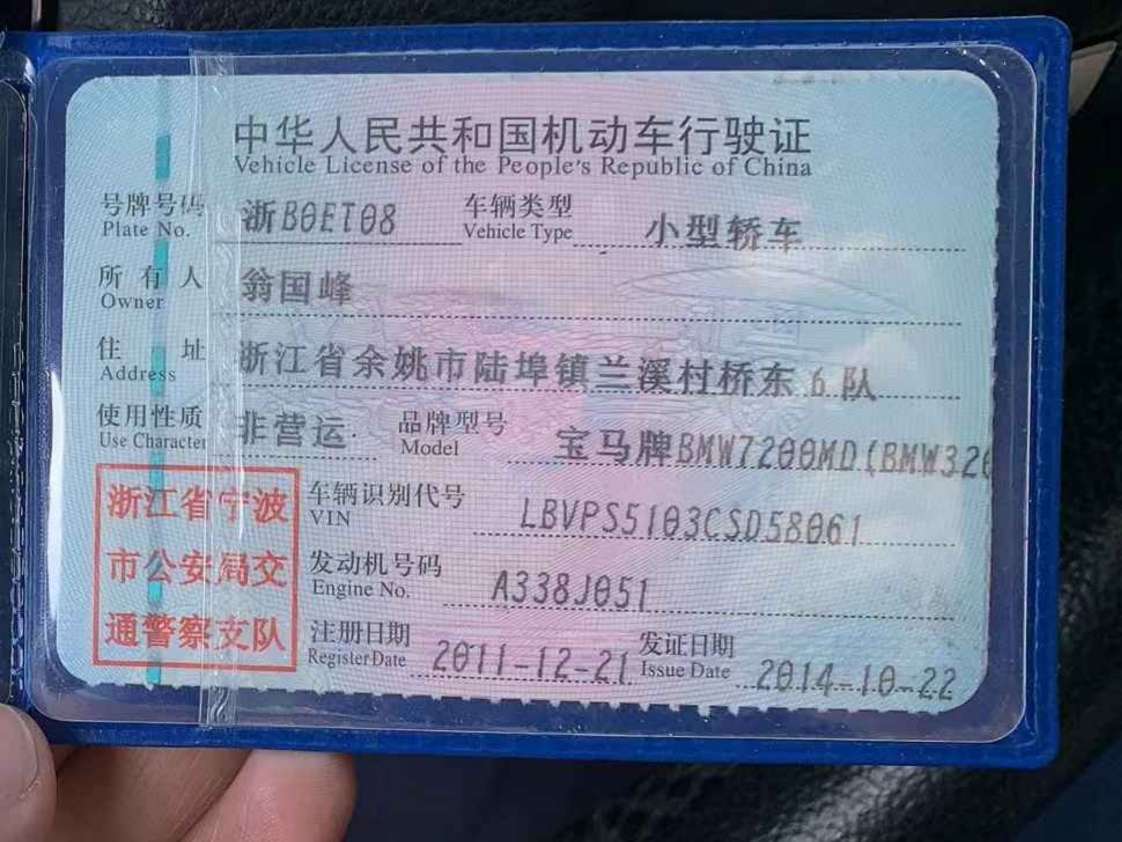 中华人民共和国机动车行驶证
Vehicle License of the People's Republic of China
号牌号码 浙B0ET08 车辆类型 小型轿车
Plate No. Vehicle Type
所有人 翁国峰
Owner
住址 浙江省余姚市陆埠镇兰溪村桥东6队
Address
使用性质 非营运 品牌型号 宝马牌BMW7200MD(BMW320
Use Character Model
浙江省宁波
市公安局交
通警察支队
车辆识别代号 LBVPS5103CSD58061
VIN
发动机号码 A338J051
Engine No.
注册日期 2011-12-21 发证日期 2014-10-22
Register Date Issue Date